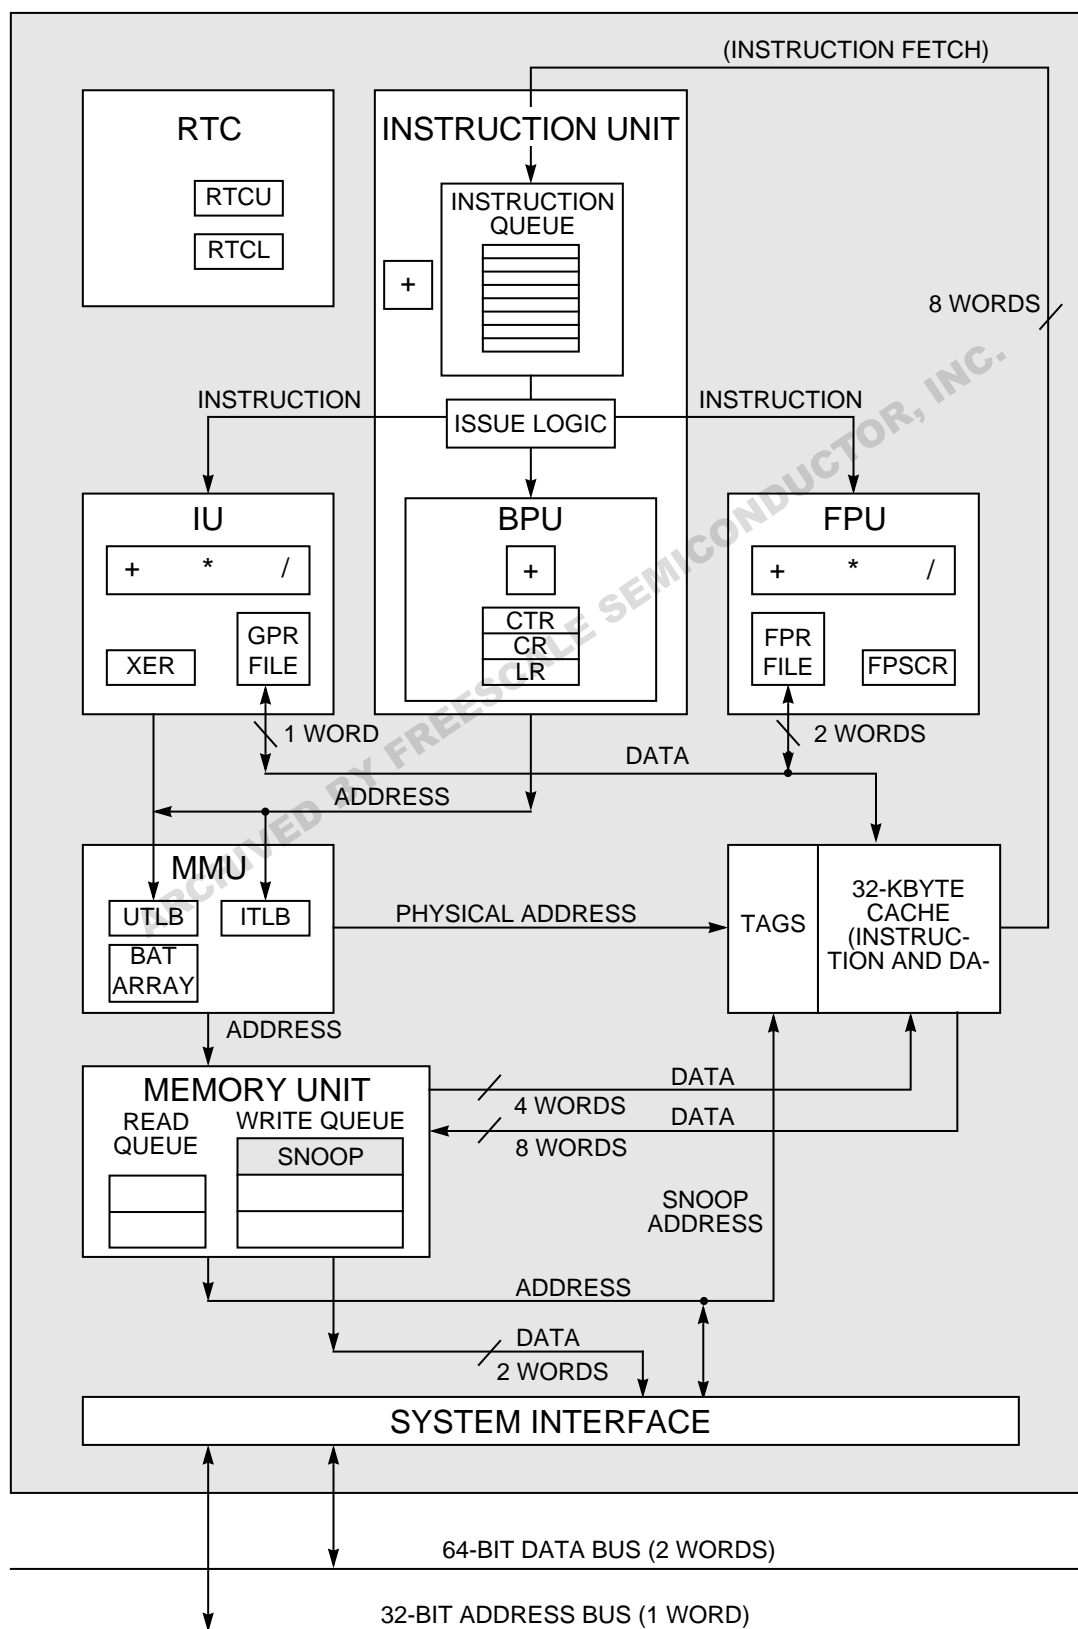 (INSTRUCTION FETCH)
RTC
RTCU
RTCL
INSTRUCTION UNIT
INSTRUCTION
QUEUE
+
8 WORDS
INSTRUCTION
ISSUE LOGIC
INSTRUCTION
IU
+ * /
XER
GPR
FILE
BPU
+
CTR
CR
LR
FPU
+ * /
FPR
FILE
FPSCR
1 WORD
2 WORDS
DATA
ADDRESS
MMU
UTLB
ITLB
BAT
ARRAY
PHYSICAL ADDRESS
TAGS
32-KBYTE
CACHE
(INSTRUC-
TION AND DA-
ADDRESS
MEMORY UNIT
READ
QUEUE
WRITE QUEUE
SNOOP
DATA
4 WORDS
DATA
8 WORDS
SNOOP
ADDRESS
ADDRESS
DATA
2 WORDS
SYSTEM INTERFACE
64-BIT DATA BUS (2 WORDS)
32-BIT ADDRESS BUS (1 WORD)
ARCHIVED BY FREESCALE SEMICONDUCTOR, INC.